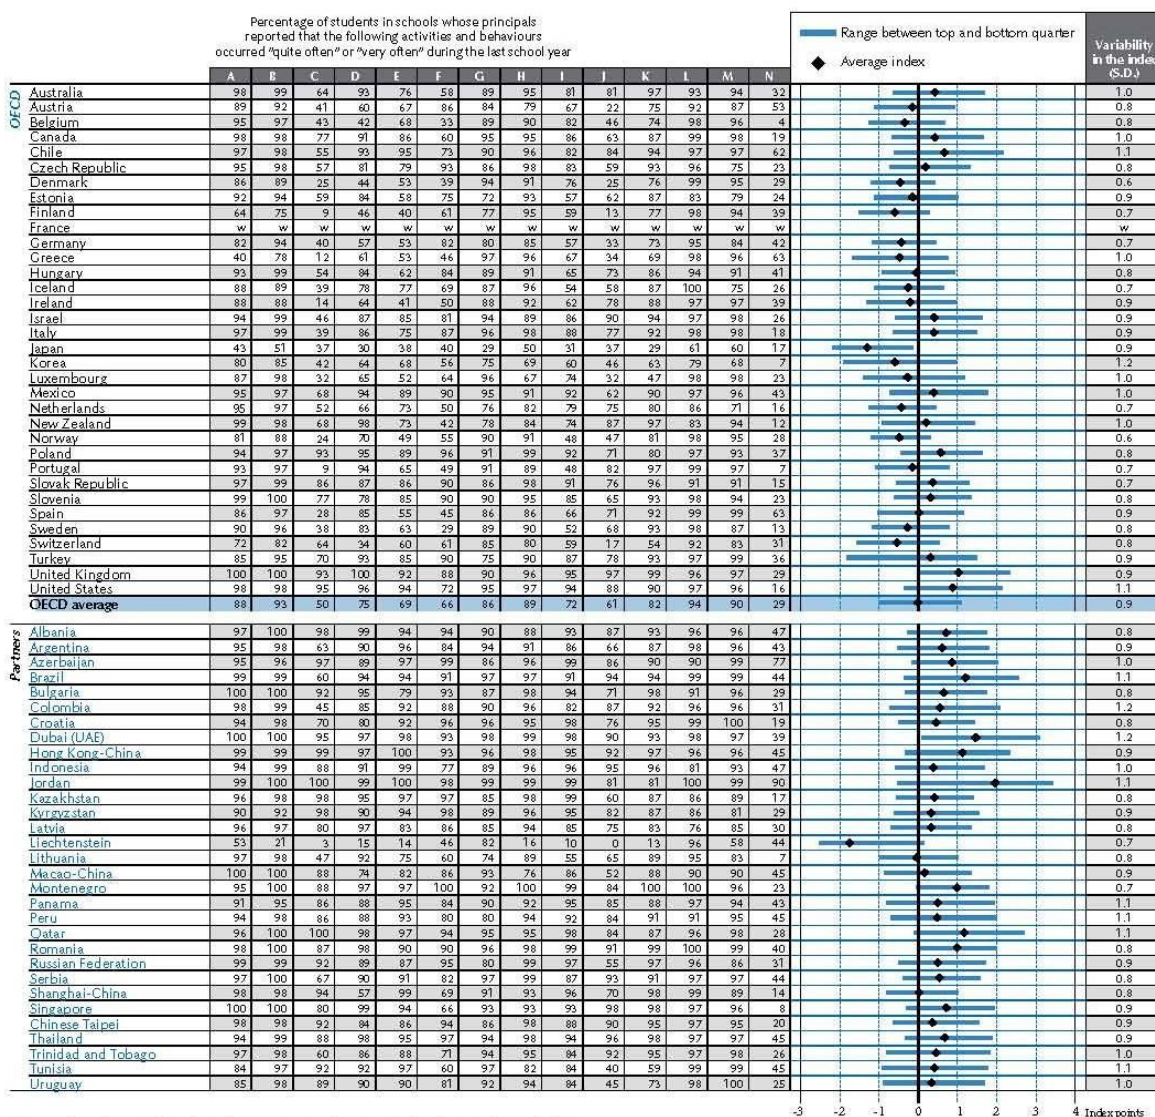 Percentage of students in schools whose principals
reported that the following activities and behaviours
occurred "quite often" or "very often" during the last school year
Range between top and bottom quarter
Average index
Variability
in the index
(S.D.)
A B C D E F G H I J K L M N
OECD
Australia 98 99 64 93 76 58 89 95 81 81 97 93 94 32 1.0
Austria 89 92 41 60 67 86 84 79 67 22 75 92 87 53 0.8
Belgium 95 97 43 42 68 33 89 90 82 46 74 98 96 4 0.8
Canada 98 98 77 91 86 60 95 95 86 63 87 99 98 19 1.0
Chile 97 98 55 93 95 73 90 96 82 84 94 97 97 62 1.1
Czech Republic 95 98 57 81 79 93 86 98 83 59 93 96 75 23 0.8
Denmark 86 89 25 44 53 39 94 91 76 25 76 99 95 29 0.6
Estonia 92 94 59 84 58 75 72 93 57 62 87 83 79 24 0.9
Finland 64 75 9 46 40 61 77 95 59 13 77 98 94 39 0.7
France w w w w w w w w w w w w w w w
Germany 82 94 40 57 53 82 80 85 57 33 73 95 84 42 0.7
Greece 40 78 12 61 53 46 97 96 67 34 69 98 96 63 1.0
Hungary 93 99 54 84 62 84 89 91 65 73 86 94 91 41 0.8
Iceland 88 89 39 78 77 69 87 96 54 58 87 100 75 26 0.7
Ireland 88 88 14 64 41 50 88 92 62 78 88 97 97 39 0.9
Israel 94 99 46 87 85 81 94 89 86 90 94 97 98 26 0.9
Italy 97 99 39 86 75 87 96 98 88 77 92 98 98 18 0.9
Japan 43 51 37 30 38 40 29 50 31 37 29 61 60 17 0.9
Korea 80 85 42 64 68 56 75 69 60 46 63 79 68 7 1.2
Luxembourg 87 98 32 65 52 64 96 67 74 32 47 98 98 23 1.0
Mexico 95 97 68 94 89 90 95 91 92 62 90 97 96 43 1.0
Netherlands 95 97 52 66 73 50 76 82 79 75 80 86 71 16 0.7
New Zealand 99 98 68 98 73 42 78 84 74 87 97 83 94 12 1.0
Norway 81 88 24 70 49 55 90 91 48 47 81 98 95 28 0.6
Poland 94 97 93 95 89 96 91 99 92 71 80 97 93 37 0.8
Portugal 93 97 9 94 65 49 91 89 48 82 97 99 97 7 0.7
Slovak Republic 97 99 86 87 86 90 86 98 91 76 96 91 91 15 0.7
Slovenia 99 100 77 78 85 90 90 95 85 65 93 98 94 23 0.8
Spain 86 97 28 85 55 45 86 86 66 71 92 99 99 63 0.9
Sweden 90 96 38 83 63 29 89 90 52 68 93 98 87 13 0.8
Switzerland 72 82 64 34 60 61 85 80 59 17 54 92 83 31 0.8
Turkey 85 95 70 93 85 90 75 90 87 78 93 97 99 36 0.9
United Kingdom 100 100 93 100 92 88 90 96 95 97 99 96 97 29 0.9
United States 98 98 95 96 94 72 95 97 94 88 90 97 96 16 1.1
OECD average 88 93 50 75 69 66 86 89 72 61 82 94 90 29 0.9
Partners
Albania 97 100 98 99 94 94 90 88 93 87 93 96 96 47 0.8
Argentina 95 98 63 90 96 84 94 91 86 66 87 98 96 43 0.9
Azerbaijan 95 96 97 89 97 99 86 96 99 86 90 90 99 77 1.0
Brazil 99 99 60 94 94 91 97 97 91 94 94 99 99 44 1.1
Bulgaria 100 100 92 95 79 93 87 98 94 71 98 91 96 29 0.8
Colombia 98 99 45 85 92 88 90 96 82 87 92 96 96 31 1.2
Croatia 94 98 70 80 92 96 96 95 98 76 95 99 100 19 0.8
Dubai (UAE) 100 100 95 97 98 93 98 99 98 90 93 98 97 39 1.2
Hong Kong-China 99 99 99 97 100 93 96 98 95 92 97 96 96 45 0.9
Indonesia 94 99 88 91 99 77 89 96 96 95 96 81 93 47 1.0
Jordan 99 100 100 99 100 98 99 99 99 81 81 100 99 90 1.1
Kazakhstan 96 98 98 95 97 97 85 98 99 60 87 86 89 17 0.8
Kyrgyzstan 90 92 98 90 94 98 89 96 95 82 87 86 81 29 0.9
Latvia 96 97 80 97 83 86 85 94 85 75 83 76 85 30 0.8
Liechtenstein 53 21 3 15 14 46 82 16 10 0 13 96 58 44 0.7
Lithuania 97 98 47 92 75 60 74 89 55 65 89 95 83 7 0.8
Macao-China 100 100 88 74 82 86 93 76 86 52 88 90 90 45 0.9
Montenegro 95 100 88 97 97 100 92 100 99 84 100 100 96 23 0.7
Panama 91 95 86 88 95 84 90 92 95 85 88 97 94 43 1.1
Peru 94 98 86 88 93 80 80 94 92 84 91 91 95 45 1.1
Qatar 96 100 100 98 97 94 95 95 98 84 87 96 98 28 1.1
Romania 98 100 87 98 90 90 96 98 99 91 99 100 99 40 0.8
Russian Federation 99 99 92 89 87 95 80 99 97 55 97 96 86 31 0.9
Serbia 97 100 67 90 91 82 97 99 87 93 91 97 97 44 0.9
Shanghai-China 98 98 94 57 99 69 91 93 96 70 98 99 89 14 0.8
Singapore 100 100 80 99 94 66 93 93 93 98 98 97 96 8 0.9
Chinese Taipei 98 98 92 84 86 94 86 98 88 90 95 97 95 20 0.9
Thailand 94 99 88 98 95 97 94 98 94 96 98 97 97 45 0.9
Trinidad and Tobago 97 98 60 86 88 71 94 95 84 92 95 97 98 26 1.0
Tunisia 84 97 92 92 97 60 97 82 84 40 59 99 99 45 1.1
Uruguay 85 98 89 90 90 81 92 94 84 45 73 98 100 25 1.0
-3 -2 -1 0 1 2 3 4 Index points